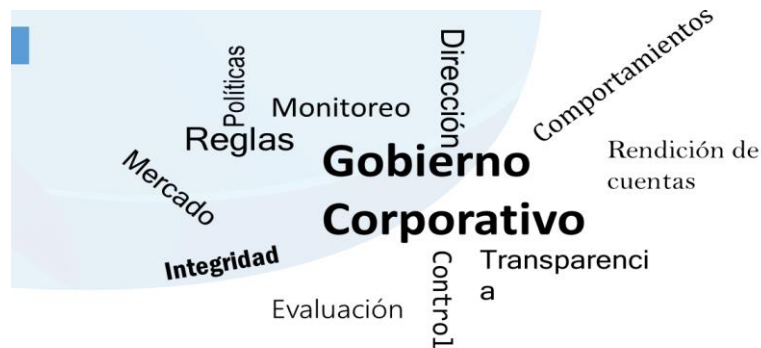 Dirección
Comportamientos
Políticas
Monitoreo
Reglas
Gobierno
Corporativo
Rendición de
cuentas
Mercado
Integridad
Transparenci
a
Control
Evaluación